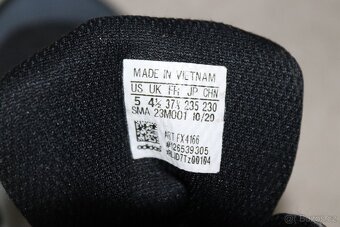 MADE IN VIETNAM
US UK FR JP CHN
5 4½ 37⅓ 235 230
SMA 23M001 10/20
ART FX4166
#126539305
adidas